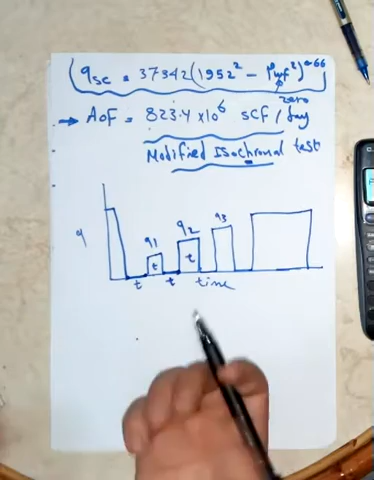 qsc = 37342(1952² - Pwf²)^0.66
zero
→ AOF = 823.4 x10⁶ scf/day
Modified Isochronal test
q1 q2 q3
q t t
t t time